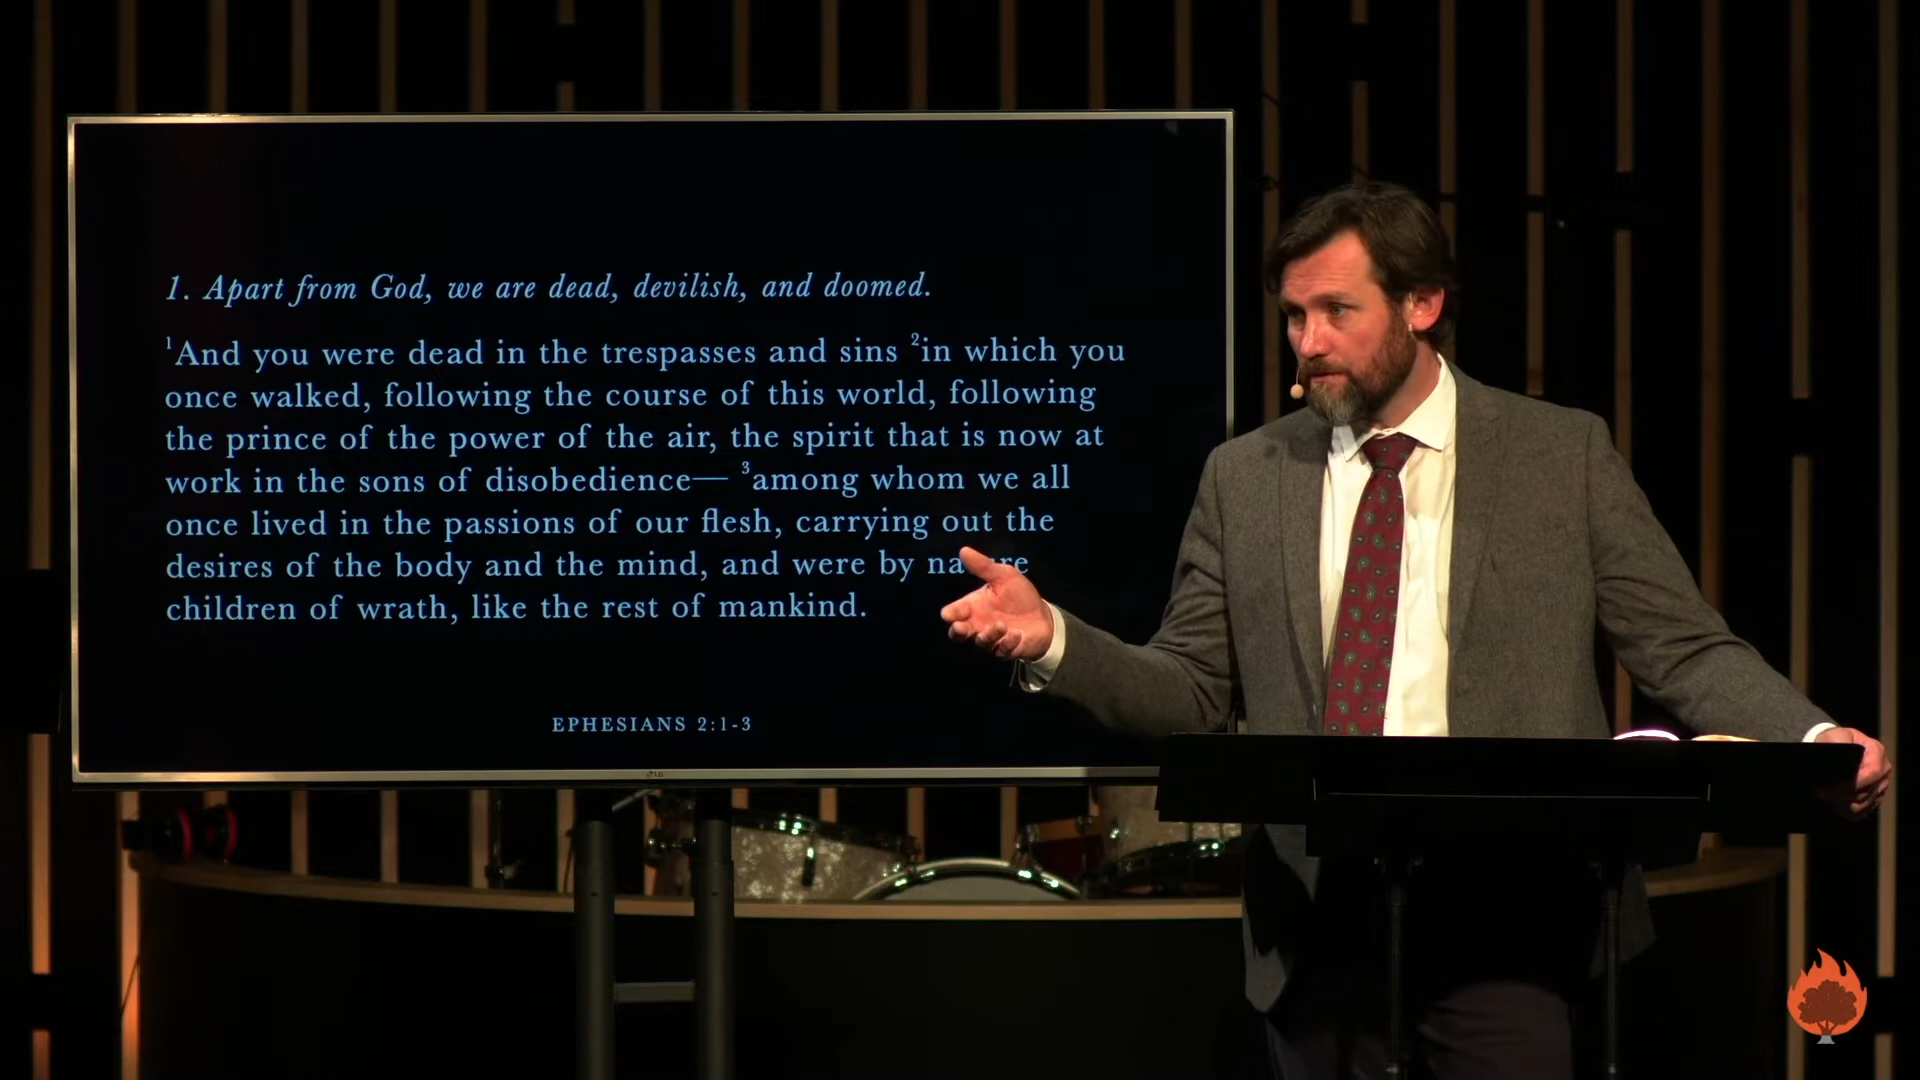 1. Apart from God, we are dead, devilish, and doomed.
¹And you were dead in the trespasses and sins ²in which you
once walked, following the course of this world, following
the prince of the power of the air, the spirit that is now at
work in the sons of disobedience— ³among whom we all
once lived in the passions of our flesh, carrying out the
desires of the body and the mind, and were by
children of wrath, like the rest of mankind.
EPHESIANS 2:1-3
LG